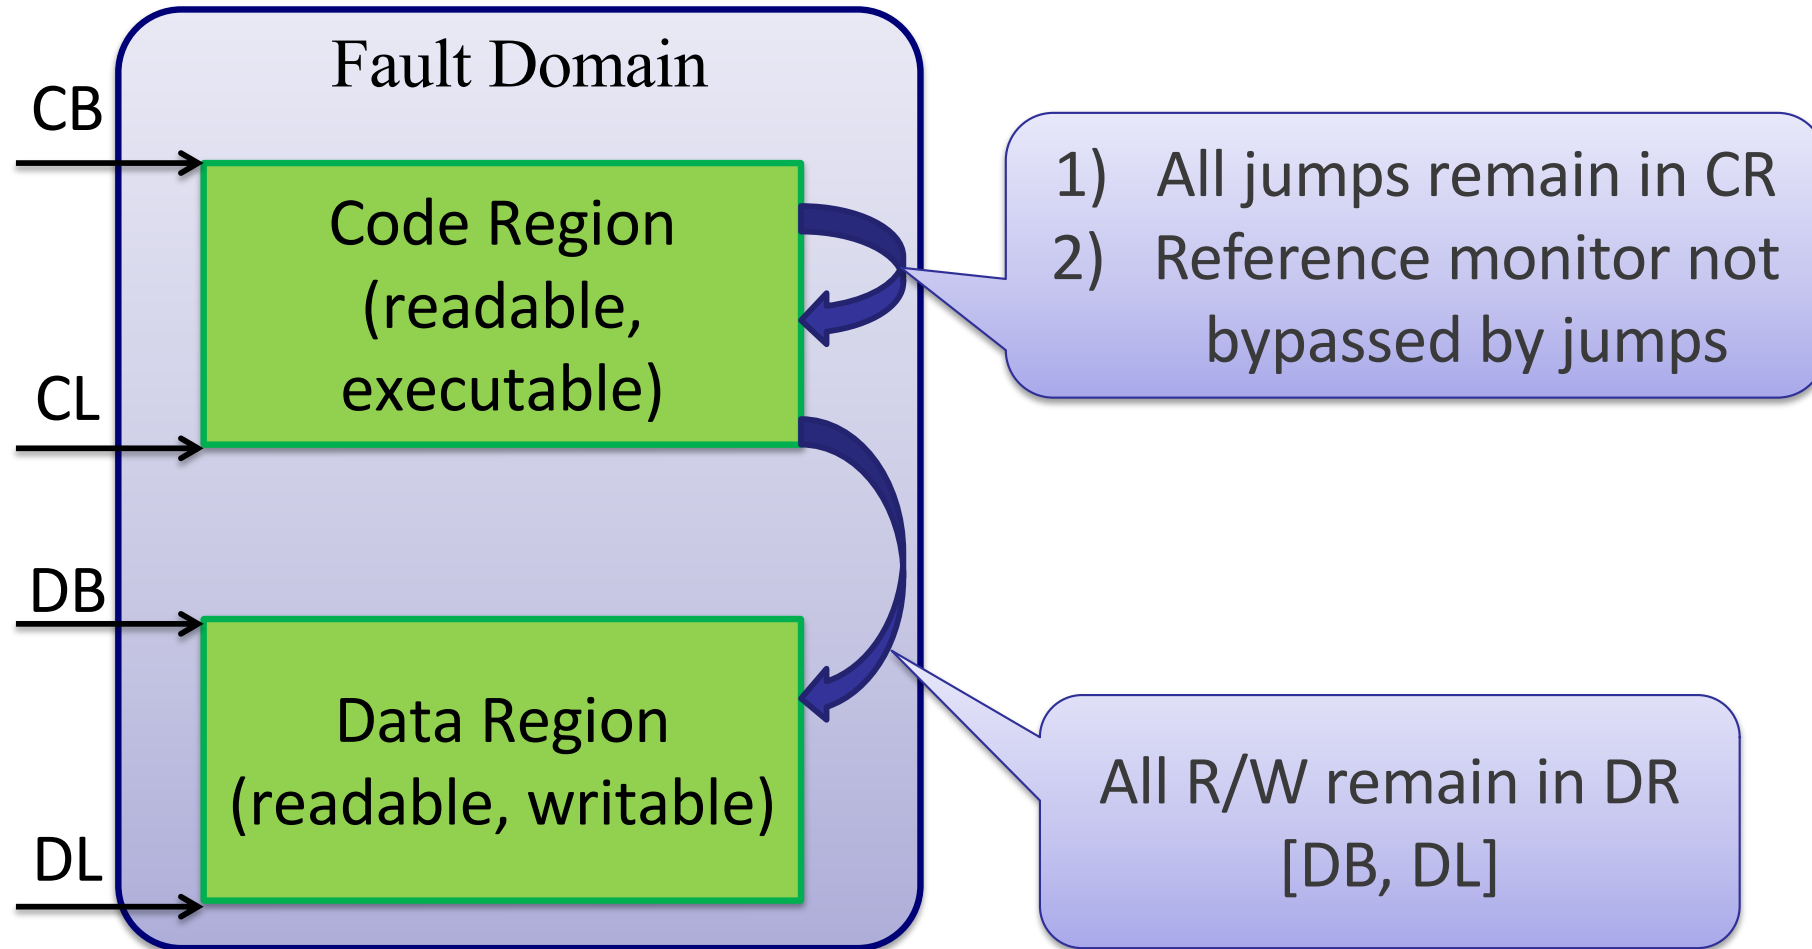 Fault Domain
CB
Code Region
(readable,
executable)
CL
1) All jumps remain in CR
2) Reference monitor not
bypassed by jumps
DB
Data Region
(readable, writable)
DL
All R/W remain in DR
[DB, DL]